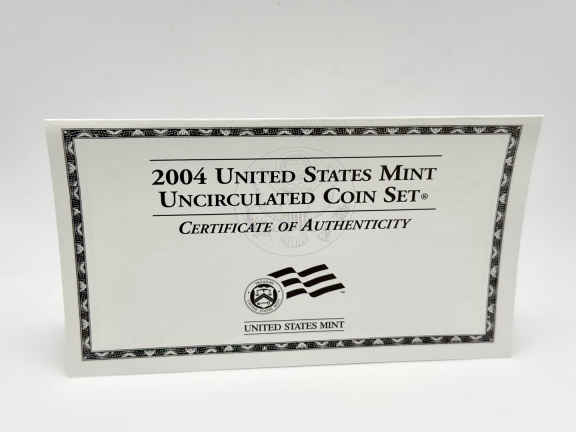 2004 UNITED STATES MINT
UNCIRCULATED COIN SET®
CERTIFICATE OF AUTHENTICITY
UNITED STATES MINT